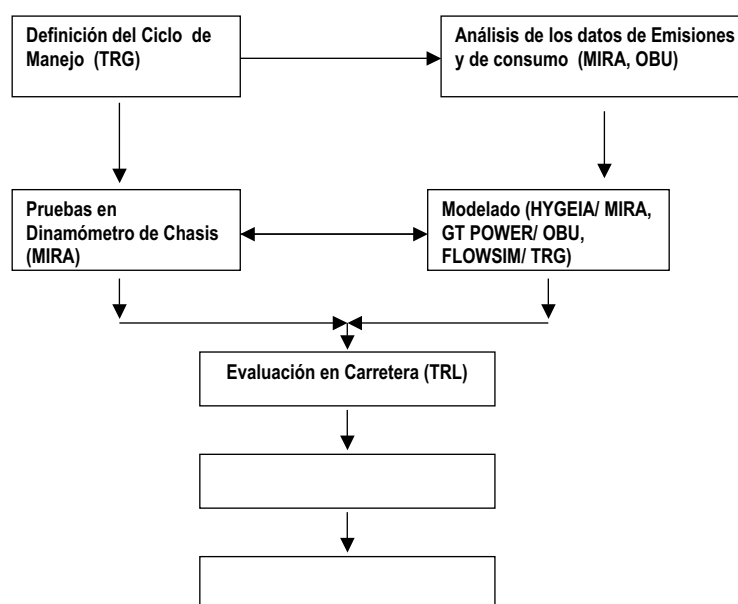 Definición del Ciclo de
Manejo (TRG)
Análisis de los datos de Emisiones
y de consumo (MIRA, OBU)
Pruebas en
Dinamómetro de Chasis
(MIRA)
Modelado (HYGEIA/ MIRA,
GT POWER/ OBU,
FLOWSIM/ TRG)
Evaluación en Carretera (TRL)